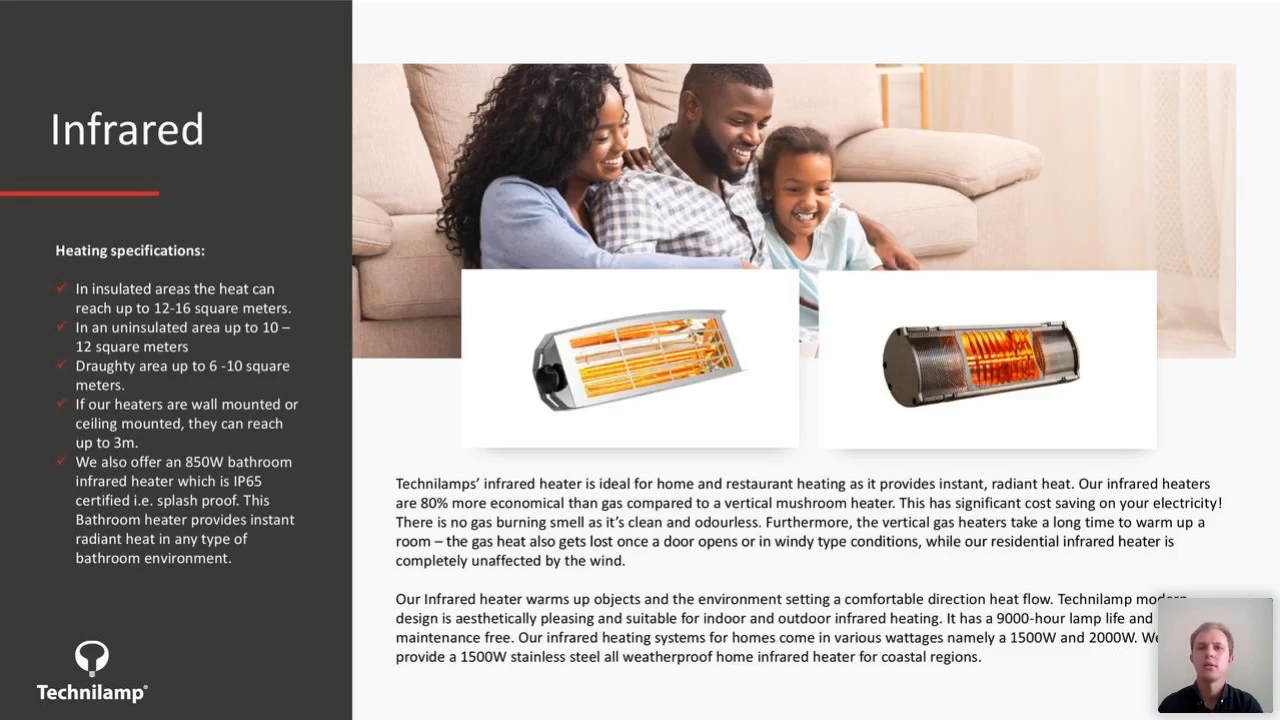 Infrared
Heating specifications:
In insulated areas the heat can
reach up to 12-16 square meters.
In an uninsulated area up to 10 –
12 square meters
Draughty area up to 6 -10 square
meters.
If our heaters are wall mounted or
ceiling mounted, they can reach
up to 3m.
We also offer an 850W bathroom
infrared heater which is IP65
certified i.e. splash proof. This
Bathroom heater provides instant
radiant heat in any type of
bathroom environment.
Technilamp®
Technilamps’ infrared heater is ideal for home and restaurant heating as it provides instant, radiant heat. Our infrared heaters
are 80% more economical than gas compared to a vertical mushroom heater. This has significant cost saving on your electricity!
There is no gas burning smell as it’s clean and odourless. Furthermore, the vertical gas heaters take a long time to warm up a
room – the gas heat also gets lost once a door opens or in windy type conditions, while our residential infrared heater is
completely unaffected by the wind.
Our Infrared heater warms up objects and the environment setting a comfortable direction heat flow. Technilamp modern
design is aesthetically pleasing and suitable for indoor and outdoor infrared heating. It has a 9000-hour lamp life and
maintenance free. Our infrared heating systems for homes come in various wattages namely a 1500W and 2000W. We
provide a 1500W stainless steel all weatherproof home infrared heater for coastal regions.